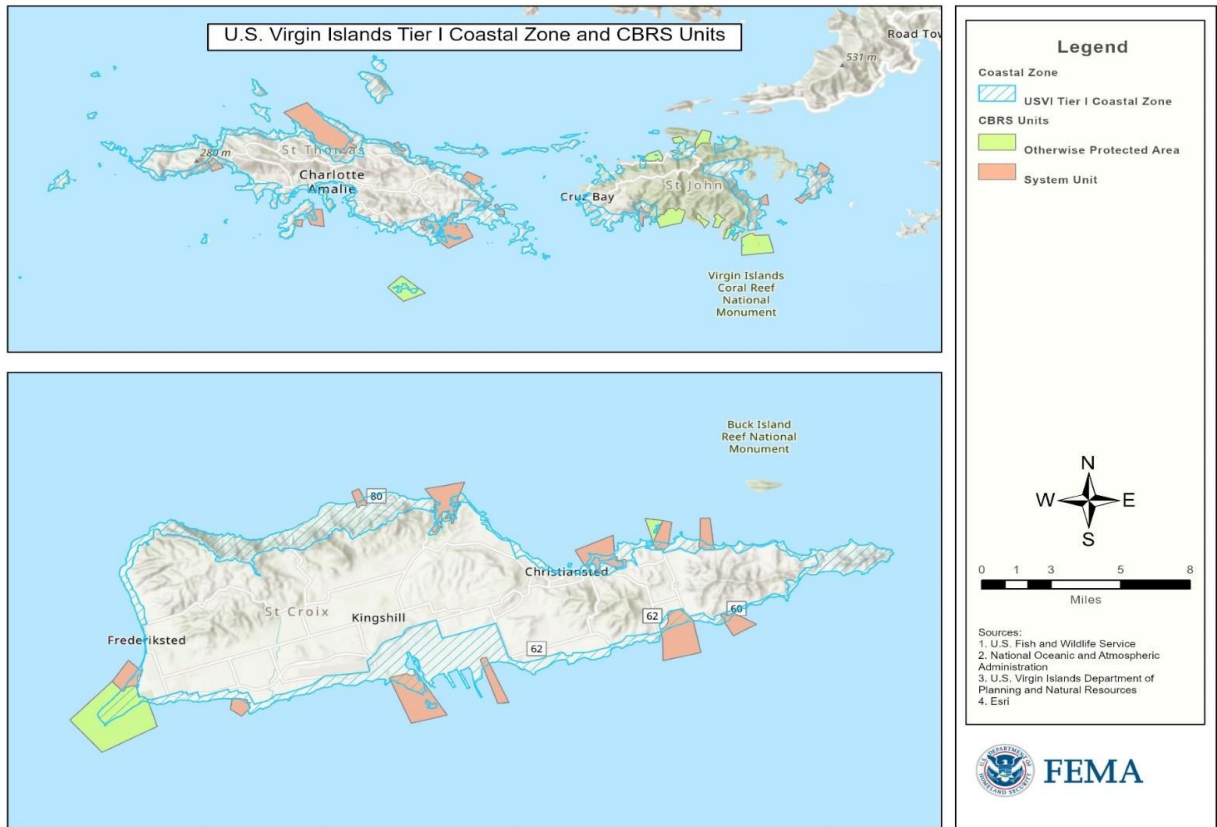 U.S. Virgin Islands Tier I Coastal Zone and CBRS Units
Road Tow
531 m
280 m
St Thomas
Charlotte
Amalie
Cruz Bay
St John
Virgin Islands
Coral Reef
National
Monument
Buck Island
Reef National
Monument
80
Christiansted
St Croix
Kingshill
62
60
Frederiksted
62
Legend
Coastal Zone
USVI Tier I Coastal Zone
CBRS Units
Otherwise Protected Area
System Unit
N
W E
S
0 1 3 5 8
Miles
Sources:
1. U.S. Fish and Wildlife Service
2. National Oceanic and Atmospheric
Administration
3. U.S. Virgin Islands Department of
Planning and Natural Resources
4. Esri
U.S. DEPARTMENT OF
HOMELAND SECURITY
FEMA